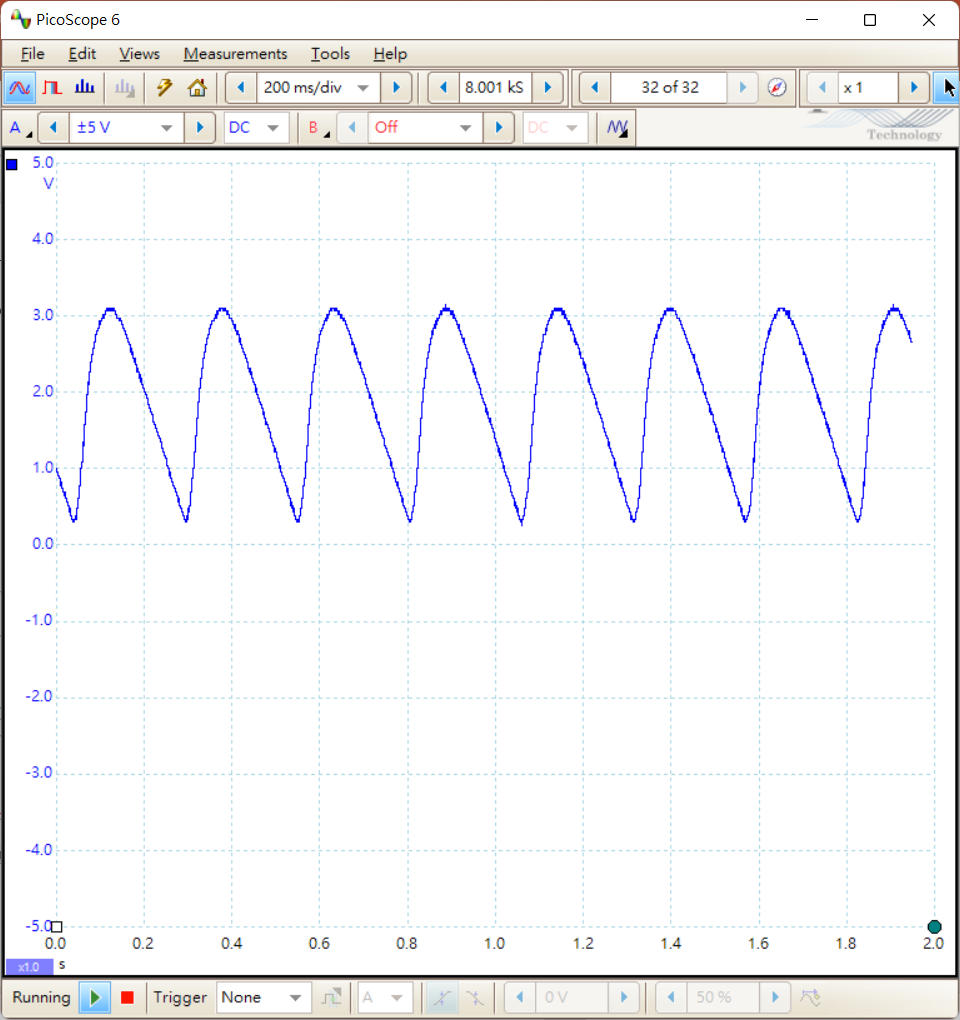 PicoScope 6
File Edit Views Measurements Tools Help
200 ms/div 8.001 kS 32 of 32 x 1
A ±5 V DC B Off DC
Technology
5.0
V
4.0
3.0
2.0
1.0
0.0
-1.0
-2.0
-3.0
-4.0
-5.0
0.0 0.2 0.4 0.6 0.8 1.0 1.2 1.4 1.6 1.8 2.0
x1.0 s
Running Trigger None A 0 V 50 %